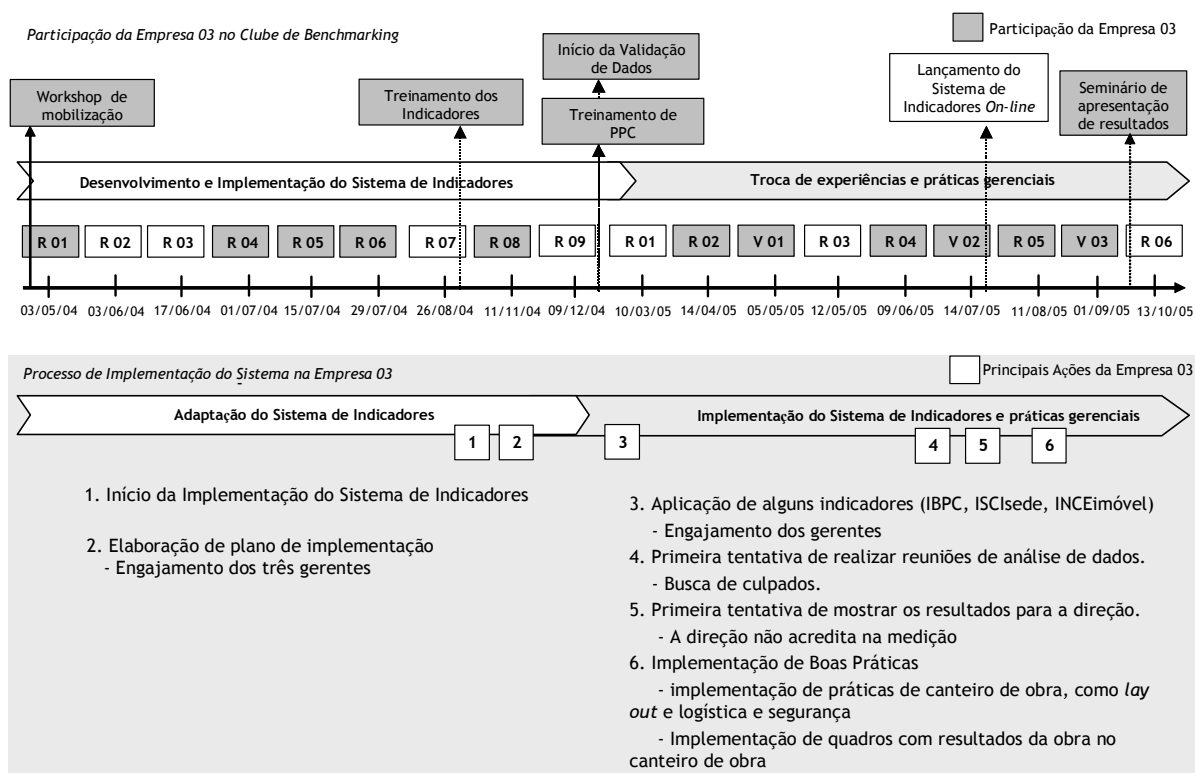 Participação da Empresa 03 no Clube de Benchmarking
Participação da Empresa 03
Workshop de
mobilização
Treinamento dos
Indicadores
Início da Validação
de Dados
Treinamento de
PPC
Lançamento do
Sistema de
Indicadores On-line
Seminário de
apresentação
de resultados
Desenvolvimento e Implementação do Sistema de Indicadores
Troca de experiências e práticas gerenciais
R 01 R 02 R 03 R 04 R 05 R 06 R 07 R 08 R 09 R 01 R 02 V 01 R 03 R 04 V 02 R 05 V 03 R 06
03/05/04 03/06/04 17/06/04 01/07/04 15/07/04 29/07/04 26/08/04 11/11/04 09/12/04 10/03/05 14/04/05 05/05/05 12/05/05 09/06/05 14/07/05 11/08/05 01/09/05 13/10/05
Processo de Implementação do Sistema na Empresa 03
Principais Ações da Empresa 03
Adaptação do Sistema de Indicadores
Implementação do Sistema de Indicadores e práticas gerenciais
1 2 3 4 5 6
1. Início da Implementação do Sistema de Indicadores
2. Elaboração de plano de implementação
- Engajamento dos três gerentes
3. Aplicação de alguns indicadores (IBPC, ISCIsede, INCEimóvel)
- Engajamento dos gerentes
4. Primeira tentativa de realizar reuniões de análise de dados.
- Busca de culpados.
5. Primeira tentativa de mostrar os resultados para a direção.
- A direção não acredita na medição
6. Implementação de Boas Práticas
- implementação de práticas de canteiro de obra, como lay
out e logística e segurança
- Implementação de quadros com resultados da obra no
canteiro de obra